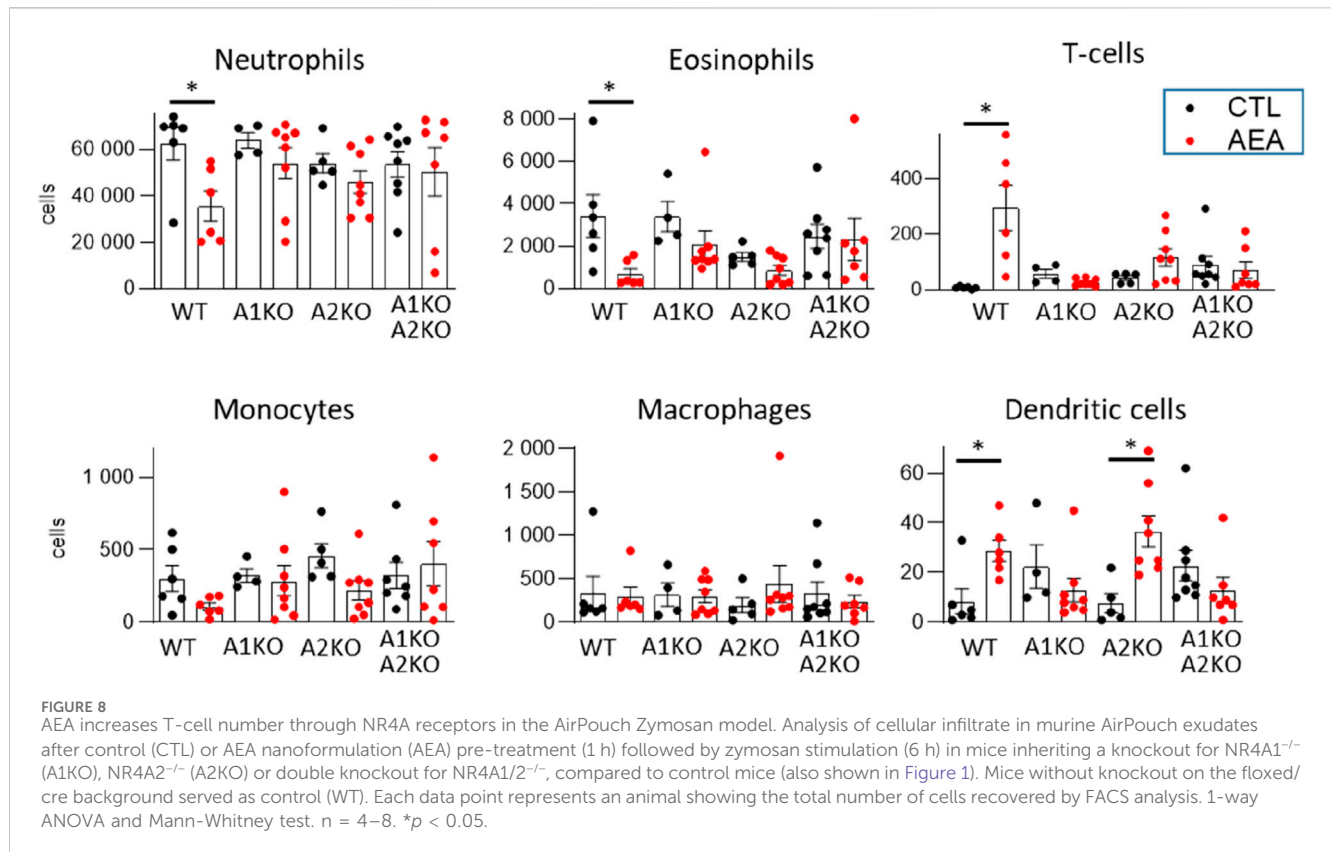 Neutrophils
*
60 000
40 000
20 000
0
cells
WT
A1KO
A2KO
A1KO
A2KO
Eosinophils
*
8 000
6 000
4 000
2 000
0
WT
A1KO
A2KO
A1KO
A2KO
T-cells
*
400
200
0
WT
A1KO
A2KO
A1KO
A2KO
CTL
AEA
Monocytes
1 000
500
0
cells
WT
A1KO
A2KO
A1KO
A2KO
Macrophages
2 000
1 500
1 000
500
0
WT
A1KO
A2KO
A1KO
A2KO
Dendritic cells
*
*
60
40
20
0
WT
A1KO
A2KO
A1KO
A2KO
FIGURE 8
AEA increases T-cell number through NR4A receptors in the AirPouch Zymosan model. Analysis of cellular infiltrate in murine AirPouch exudates
after control (CTL) or AEA nanoformulation (AEA) pre-treatment (1 h) followed by zymosan stimulation (6 h) in mice inheriting a knockout for NR4A1⁻/⁻
(A1KO), NR4A2⁻/⁻ (A2KO) or double knockout for NR4A1/2⁻/⁻, compared to control mice (also shown in Figure 1). Mice without knockout on the floxed/
cre background served as control (WT). Each data point represents an animal showing the total number of cells recovered by FACS analysis. 1-way
ANOVA and Mann-Whitney test. n = 4–8. *p < 0.05.